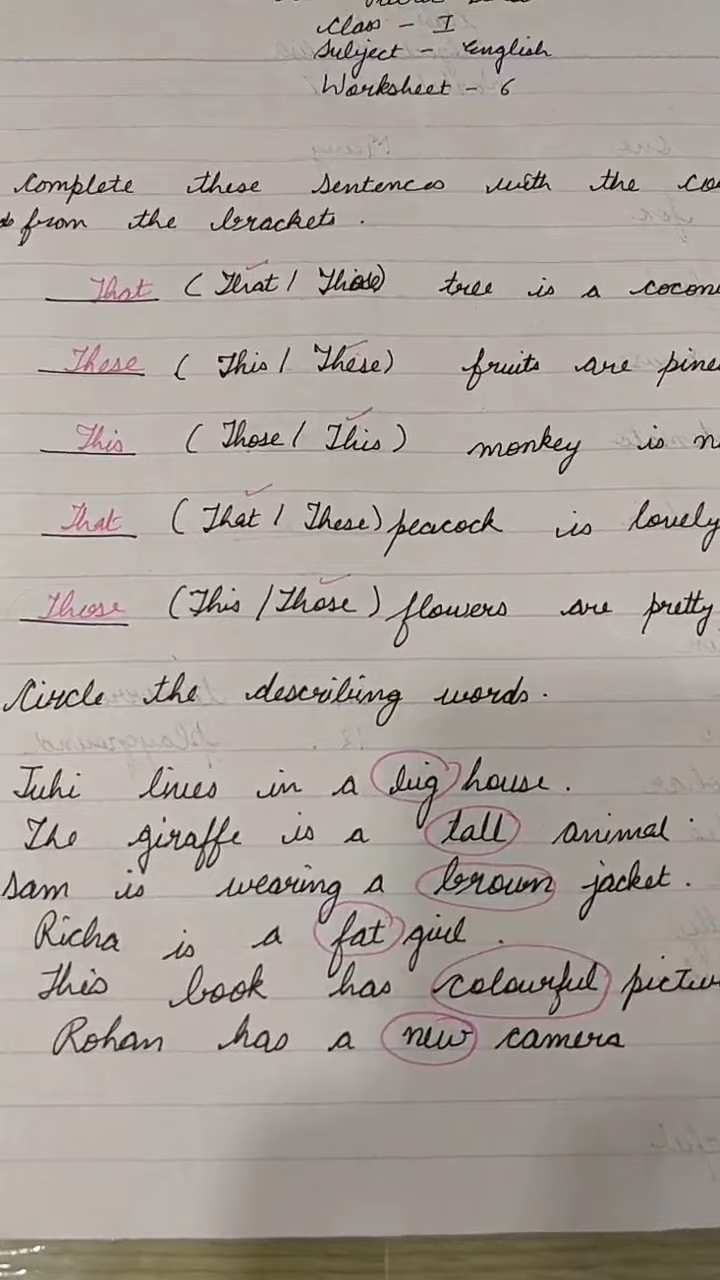 Class - I
Subject - English
Worksheet - 6
Complete these sentences with the
from the brackets.
That (That / Those) tree is a
These (This / These) fruits are
This (Those / This) monkey is
That (That / These) peacock is lovely
Those (This / Those) flowers are pretty
Circle the describing words.
Juhi lives in a big house.
The giraffe is a tall animal.
Sam is wearing a brown jacket.
Richa is a fat girl.
This book has colourful
Rohan has a new camera